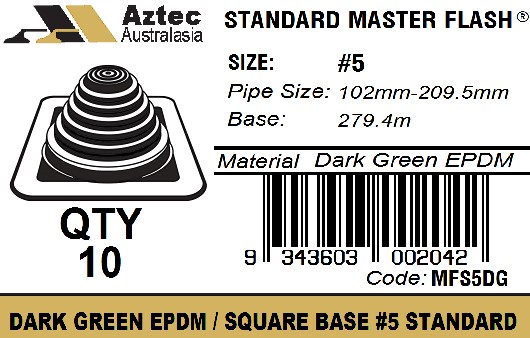 Aztec
Australasia
STANDARD MASTER FLASH®
SIZE: #5
Pipe Size: 102mm-209.5mm
Base: 279.4m
Material Dark Green EPDM
QTY
10
9 343603 002042
Code: MFS5DG
DARK GREEN EPDM / SQUARE BASE #5 STANDARD